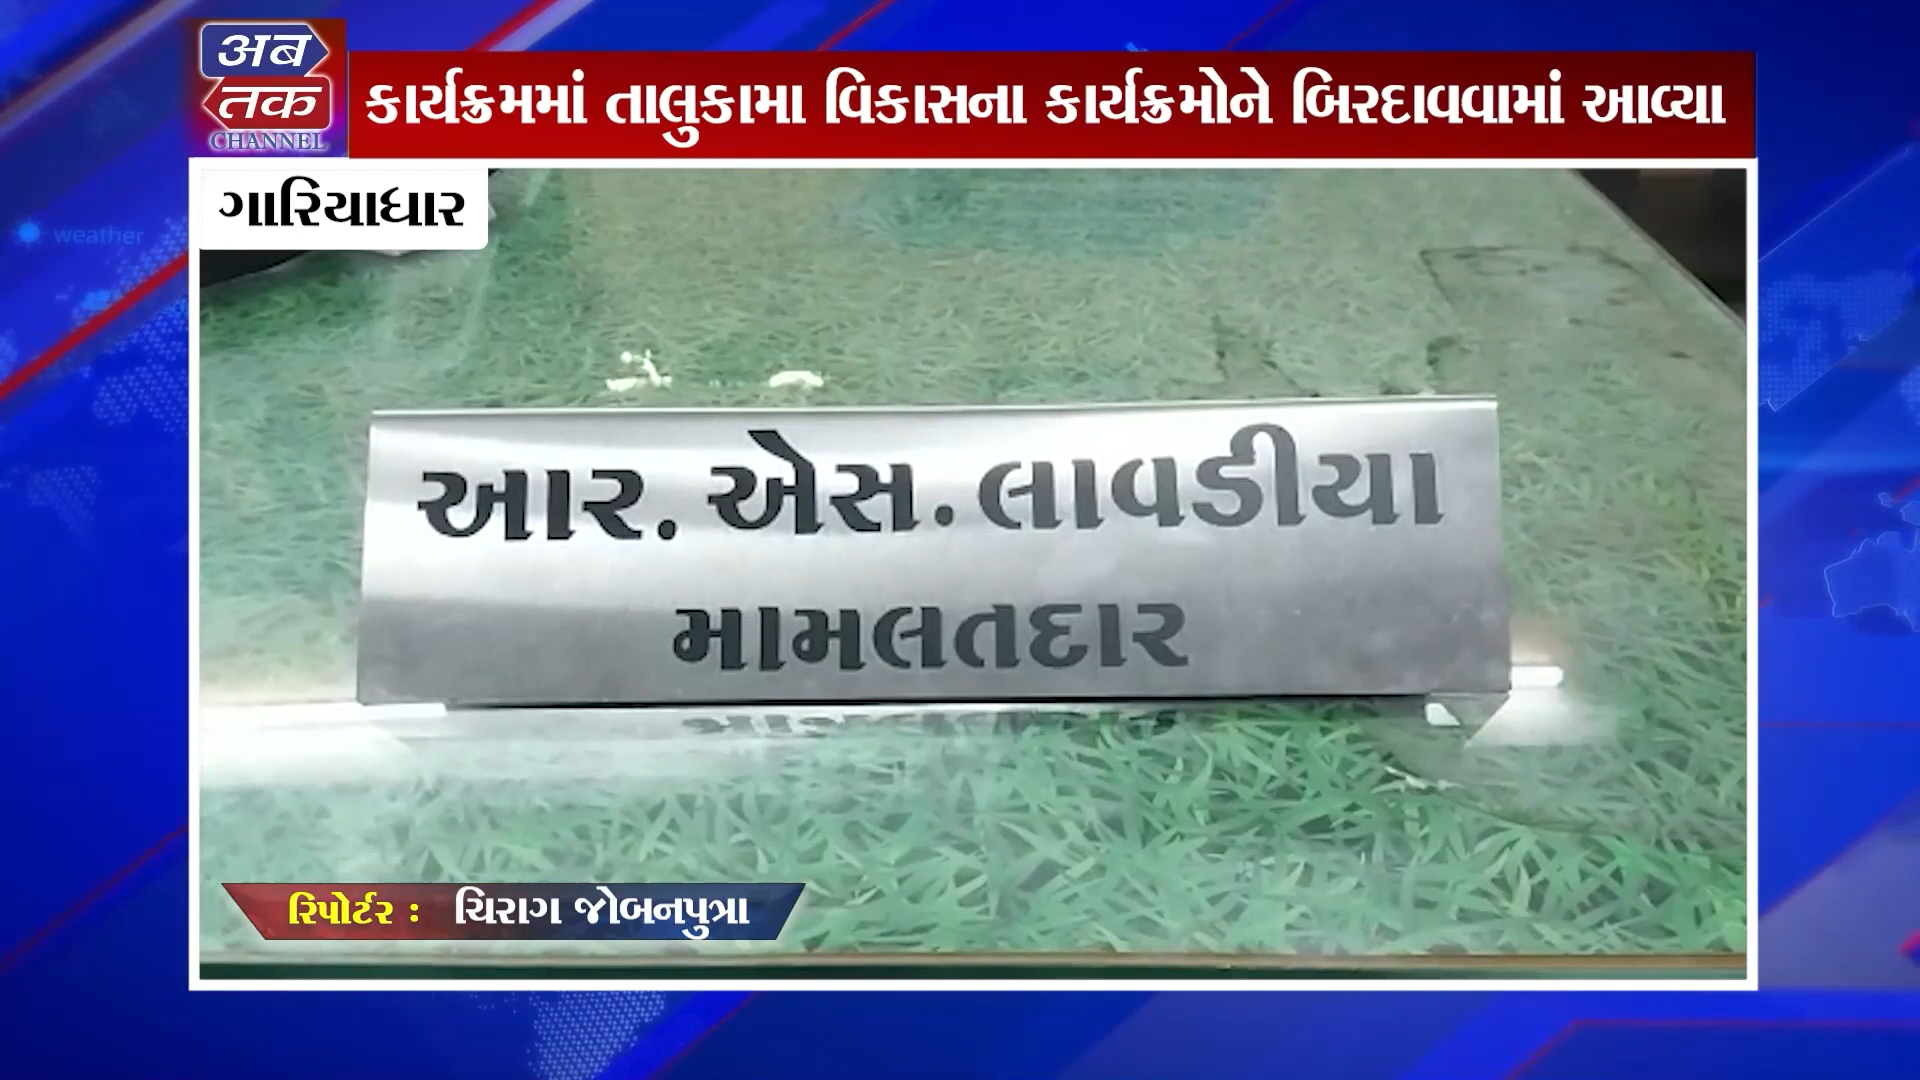 अब
तक
CHANNEL
કાર્યક્રમમાં તાલુકામા વિકાસના કાર્યક્રમોને બિરદાવવામાં આવ્યા
ગારિયાધાર
weather
આર. એસ. લાવડીયા
મામલતદાર
રિપોર્ટર : ચિરાગ જોબનપુત્રા